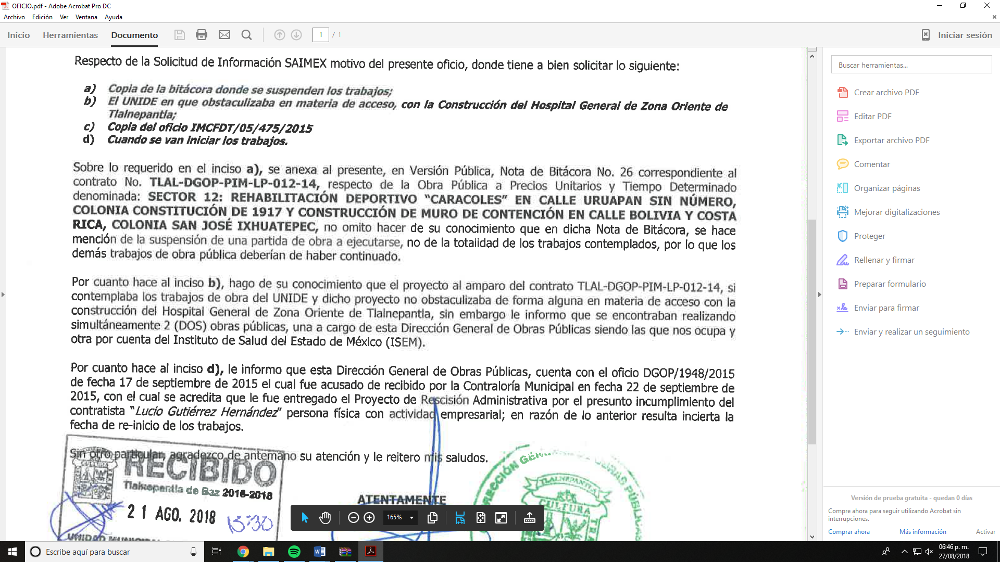 OFICIO.pdf - Adobe Acrobat Pro DC
Archivo Edición Ver Ventana Ayuda
Inicio Herramientas Documento 1 / 1 Iniciar sesión
Respecto de la Solicitud de Información SAIMEX motivo del presente oficio, donde tiene a bien solicitar lo siguiente:
a) Copia de la bitácora donde se suspenden los trabajos;
b) El UNIDE en que obstaculizaba en materia de acceso, con la Construcción del Hospital General de Zona Oriente de
Tlalnepantla;
c) Copia del oficio IMCFDT/05/475/2015
d) Cuando se van iniciar los trabajos.
Sobre lo requerido en el inciso a), se anexa al presente, en Versión Pública, Nota de Bitácora No. 26 correspondiente al
contrato No. TLAL-DGOP-PIM-LP-012-14, respecto de la Obra Pública a Precios Unitarios y Tiempo Determinado
denominada: SECTOR 12: REHABILITACIÓN DEPORTIVO “CARACOLES” EN CALLE URUAPAN SIN NÚMERO,
COLONIA CONSTITUCIÓN DE 1917 Y CONSTRUCCIÓN DE MURO DE CONTENCIÓN EN CALLE BOLIVIA Y COSTA
RICA, COLONIA SAN JOSÉ IXHUATEPEC, no omito hacer de su conocimiento que en dicha Nota de Bitácora, se hace
mención de la suspensión de una partida de obra a ejecutarse, no de la totalidad de los trabajos contemplados, por lo que los
demás trabajos de obra pública deberían de haber continuado.
Por cuanto hace al inciso b), hago de su conocimiento que el proyecto al amparo del contrato TLAL-DGOP-PIM-LP-012-14, si
contemplaba los trabajos de obra del UNIDE y dicho proyecto no obstaculizaba de forma alguna en materia de acceso con la
construcción del Hospital General de Zona Oriente de Tlalnepantla, sin embargo le informo que se encontraban realizando
simultáneamente 2 (DOS) obras públicas, una a cargo de esta Dirección General de Obras Públicas siendo las que nos ocupa y
otra por cuenta del Instituto de Salud del Estado de México (ISEM).
Por cuanto hace al inciso d), le informo que esta Dirección General de Obras Públicas, cuenta con el oficio DGOP/1948/2015
de fecha 17 de septiembre de 2015 el cual fue acusado de recibido por la Contraloría Municipal en fecha 22 de septiembre de
2015, con el cual se acredita que le fue entregado el Proyecto de Rescisión Administrativa por el presunto incumplimiento del
contratista “Lucio Gutiérrez Hernández” persona física con actividad empresarial; en razón de lo anterior resulta incierta la
fecha de re-inicio de los trabajos.
Sin otro particular, agradezco de antemano su atención y le reitero mis saludos.
CULTURA
RECIBIDO
Tlalnepantla de Baz 2016-2018
21 AGO. 2018 15:30
UNIDAD MUNICIPAL
ATENTAMENTE
DIRECCIÓN GENERAL DE OBRAS PÚBLICAS
TLALNEPANTLA
CULTURA
165%
Buscar herramientas...
Crear archivo PDF
Editar PDF
Exportar archivo PDF
Comentar
Organizar páginas
Mejorar digitalizaciones
Proteger
Rellenar y firmar
Preparar formulario
Enviar para firmar
Enviar y realizar un seguimiento
Versión de prueba gratuita - quedan 0 días
Compre ahora para seguir utilizando Acrobat sin
interrupciones.
Comprar ahora Más información Activar
Escribe aquí para buscar
06:46 p. m.
27/08/2018